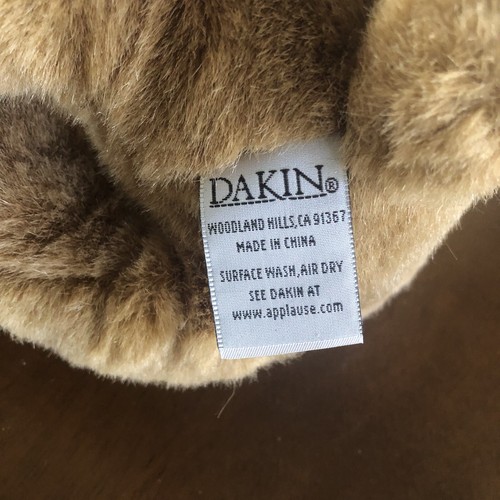 DAKIN®
WOODLAND HILLS,CA 91367
MADE IN CHINA
SURFACE WASH,AIR DRY
SEE DAKIN AT
www.applause.com